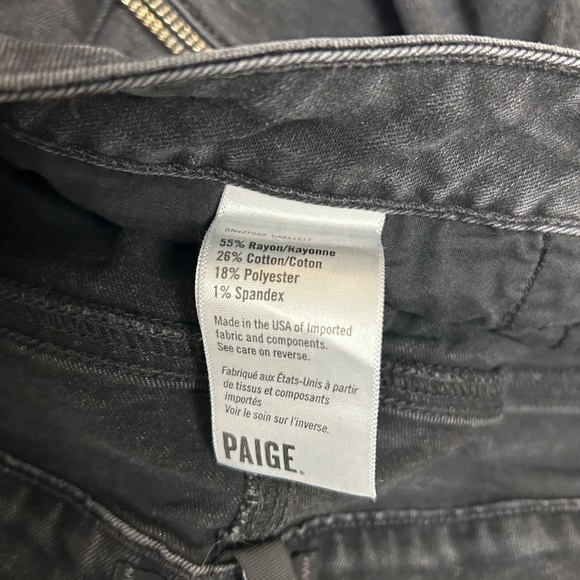 55% Rayon/Rayonne
26% Cotton/Coton
18% Polyester
1% Spandex
Made in the USA of Imported
fabric and components.
See care on reverse.
Fabriqué aux États-Unis à partir
de tissus et composants
importés
Voir le soin sur l'inverse.
PAIGE.